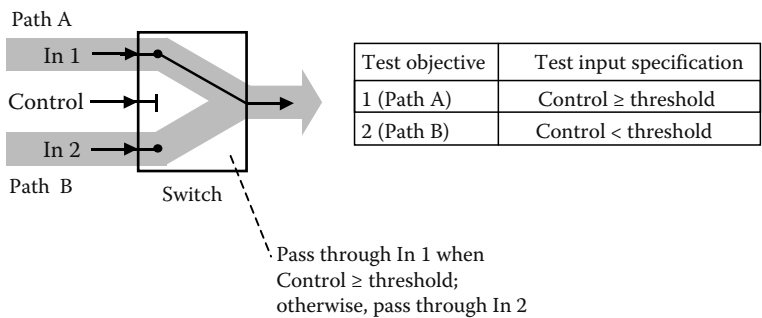 Path A
In 1
Control
In 2
Path B
Switch
Test objective Test input specification
1 (Path A) Control ≥ threshold
2 (Path B) Control < threshold
Pass through In 1 when
Control ≥ threshold;
otherwise, pass through In 2